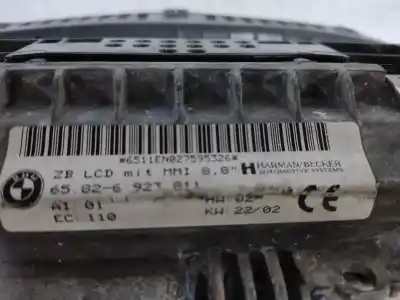 *6511EN027595326*
ZB LCD mit MMI 8,8" H HARMAN/BECKER
AUTOMOTIVE SYSTEMS
65.82-6 923 811
A1 01 HW 02
EC: 110 KW 22/02 CE